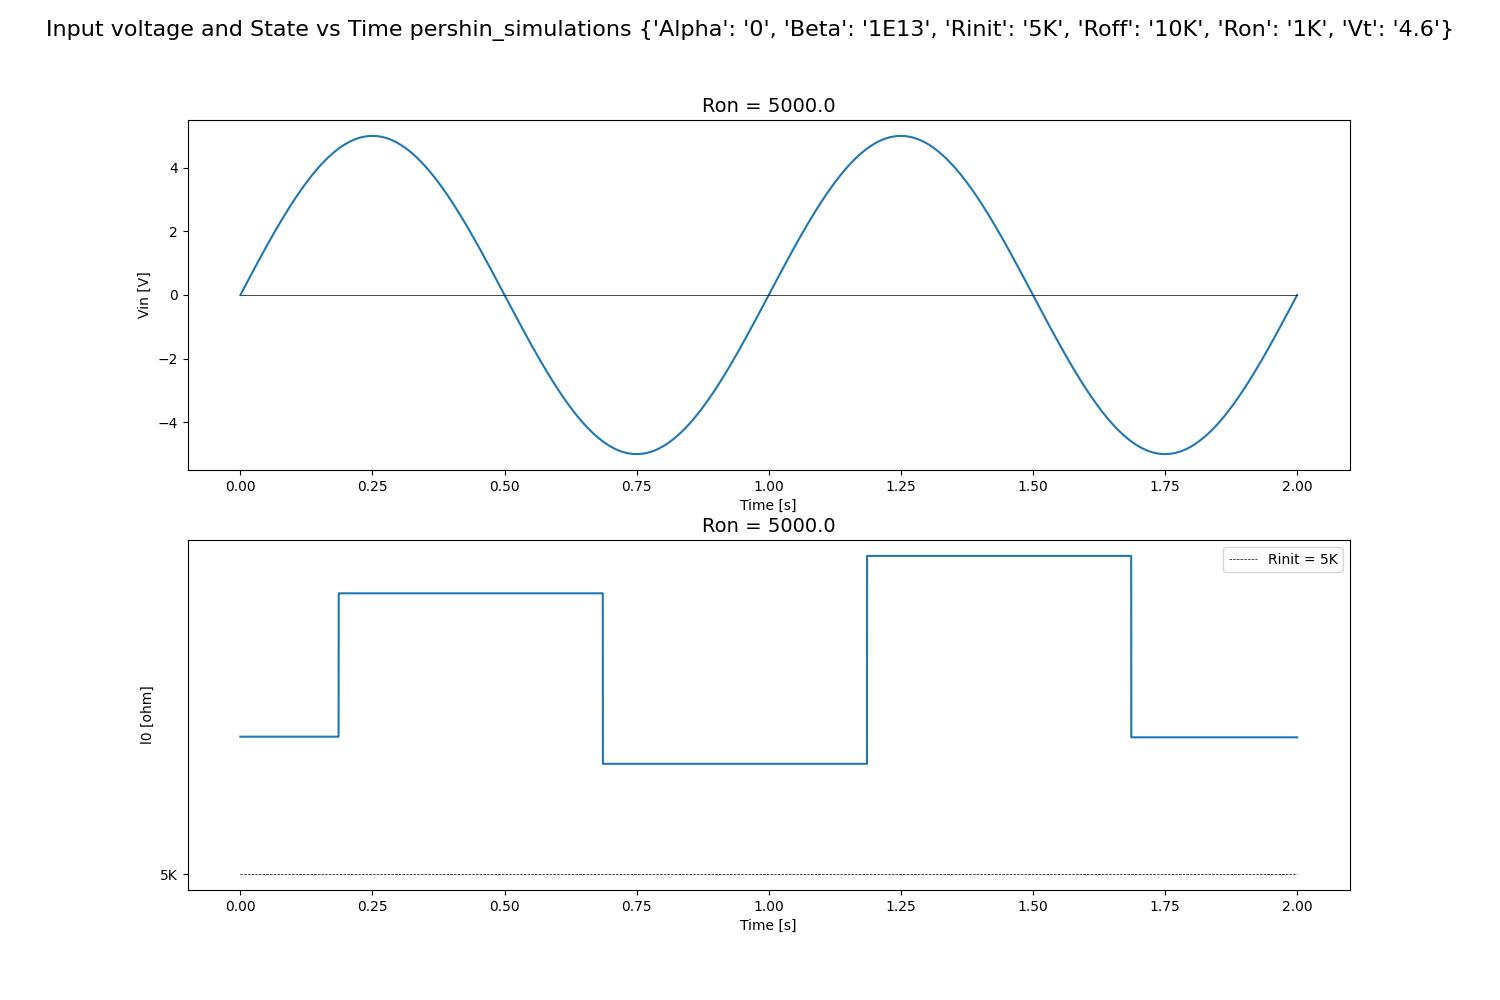 Input voltage and State vs Time pershin_simulations {'Alpha': '0', 'Beta': '1E13', 'Rinit': '5K', 'Roff': '10K', 'Ron': '1K', 'Vt': '4.6'}
Ron = 5000.0
4
2
0
−2
−4
Vin [V]
0.00 0.25 0.50 0.75 1.00 1.25 1.50 1.75 2.00
Time [s]
Ron = 5000.0
Rinit = 5K
l0 [ohm]
5K
0.00 0.25 0.50 0.75 1.00 1.25 1.50 1.75 2.00
Time [s]